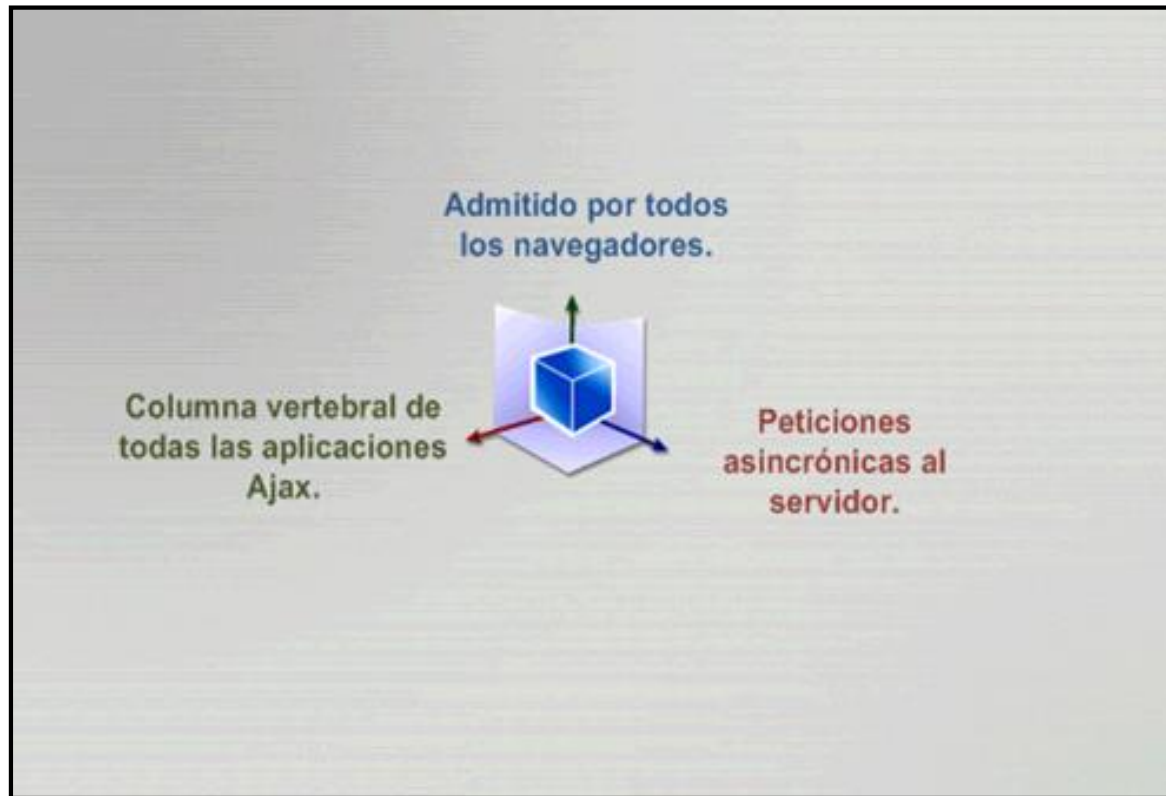 Admitido por todos
los navegadores.
Columna vertebral de
todas las aplicaciones
Ajax.
Peticiones
asincrónicas al
servidor.